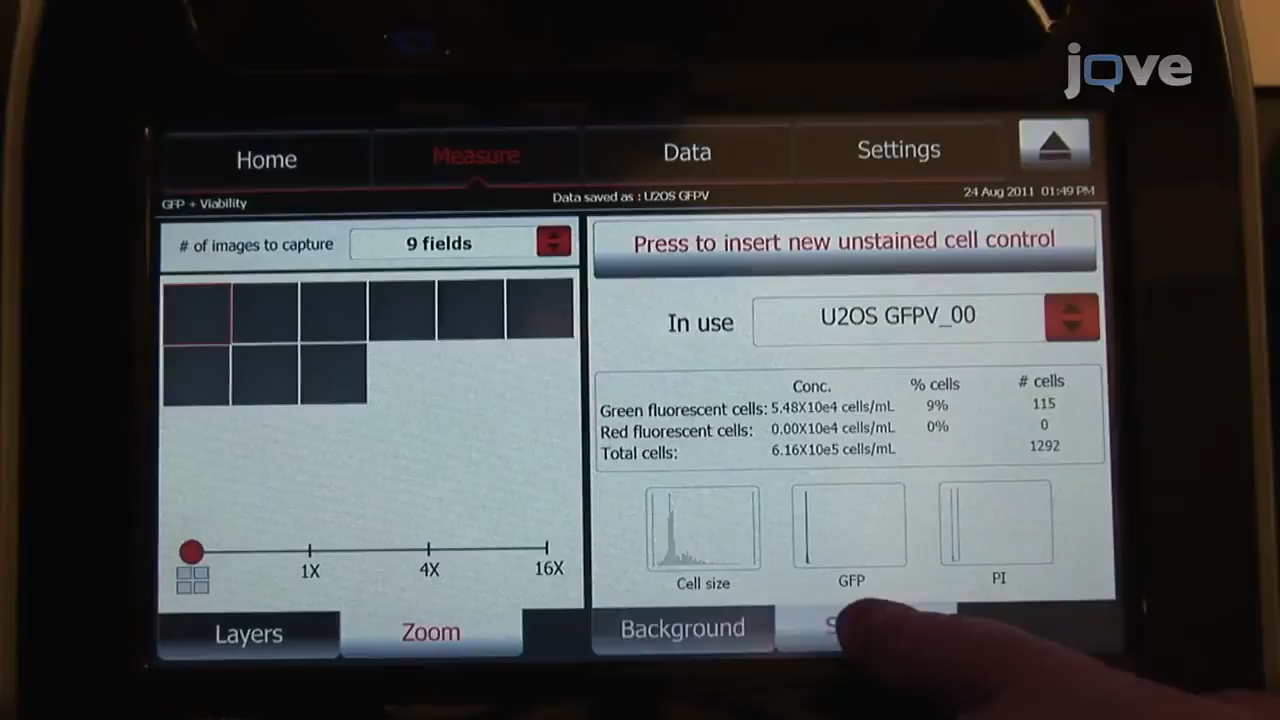 jove
Home Measure Data Settings
GFP + Viability Data saved as : U2OS GFPV 24 Aug 2011 01:49 PM
# of images to capture 9 fields
Press to insert new unstained cell control
In use U2OS GFPV_00
Conc. % cells # cells
Green fluorescent cells: 5.48X10e4 cells/mL 9% 115
Red fluorescent cells: 0.00X10e4 cells/mL 0% 0
Total cells: 6.16X10e5 cells/mL 1292
1X 4X 16X
Cell size GFP PI
Layers Zoom Background